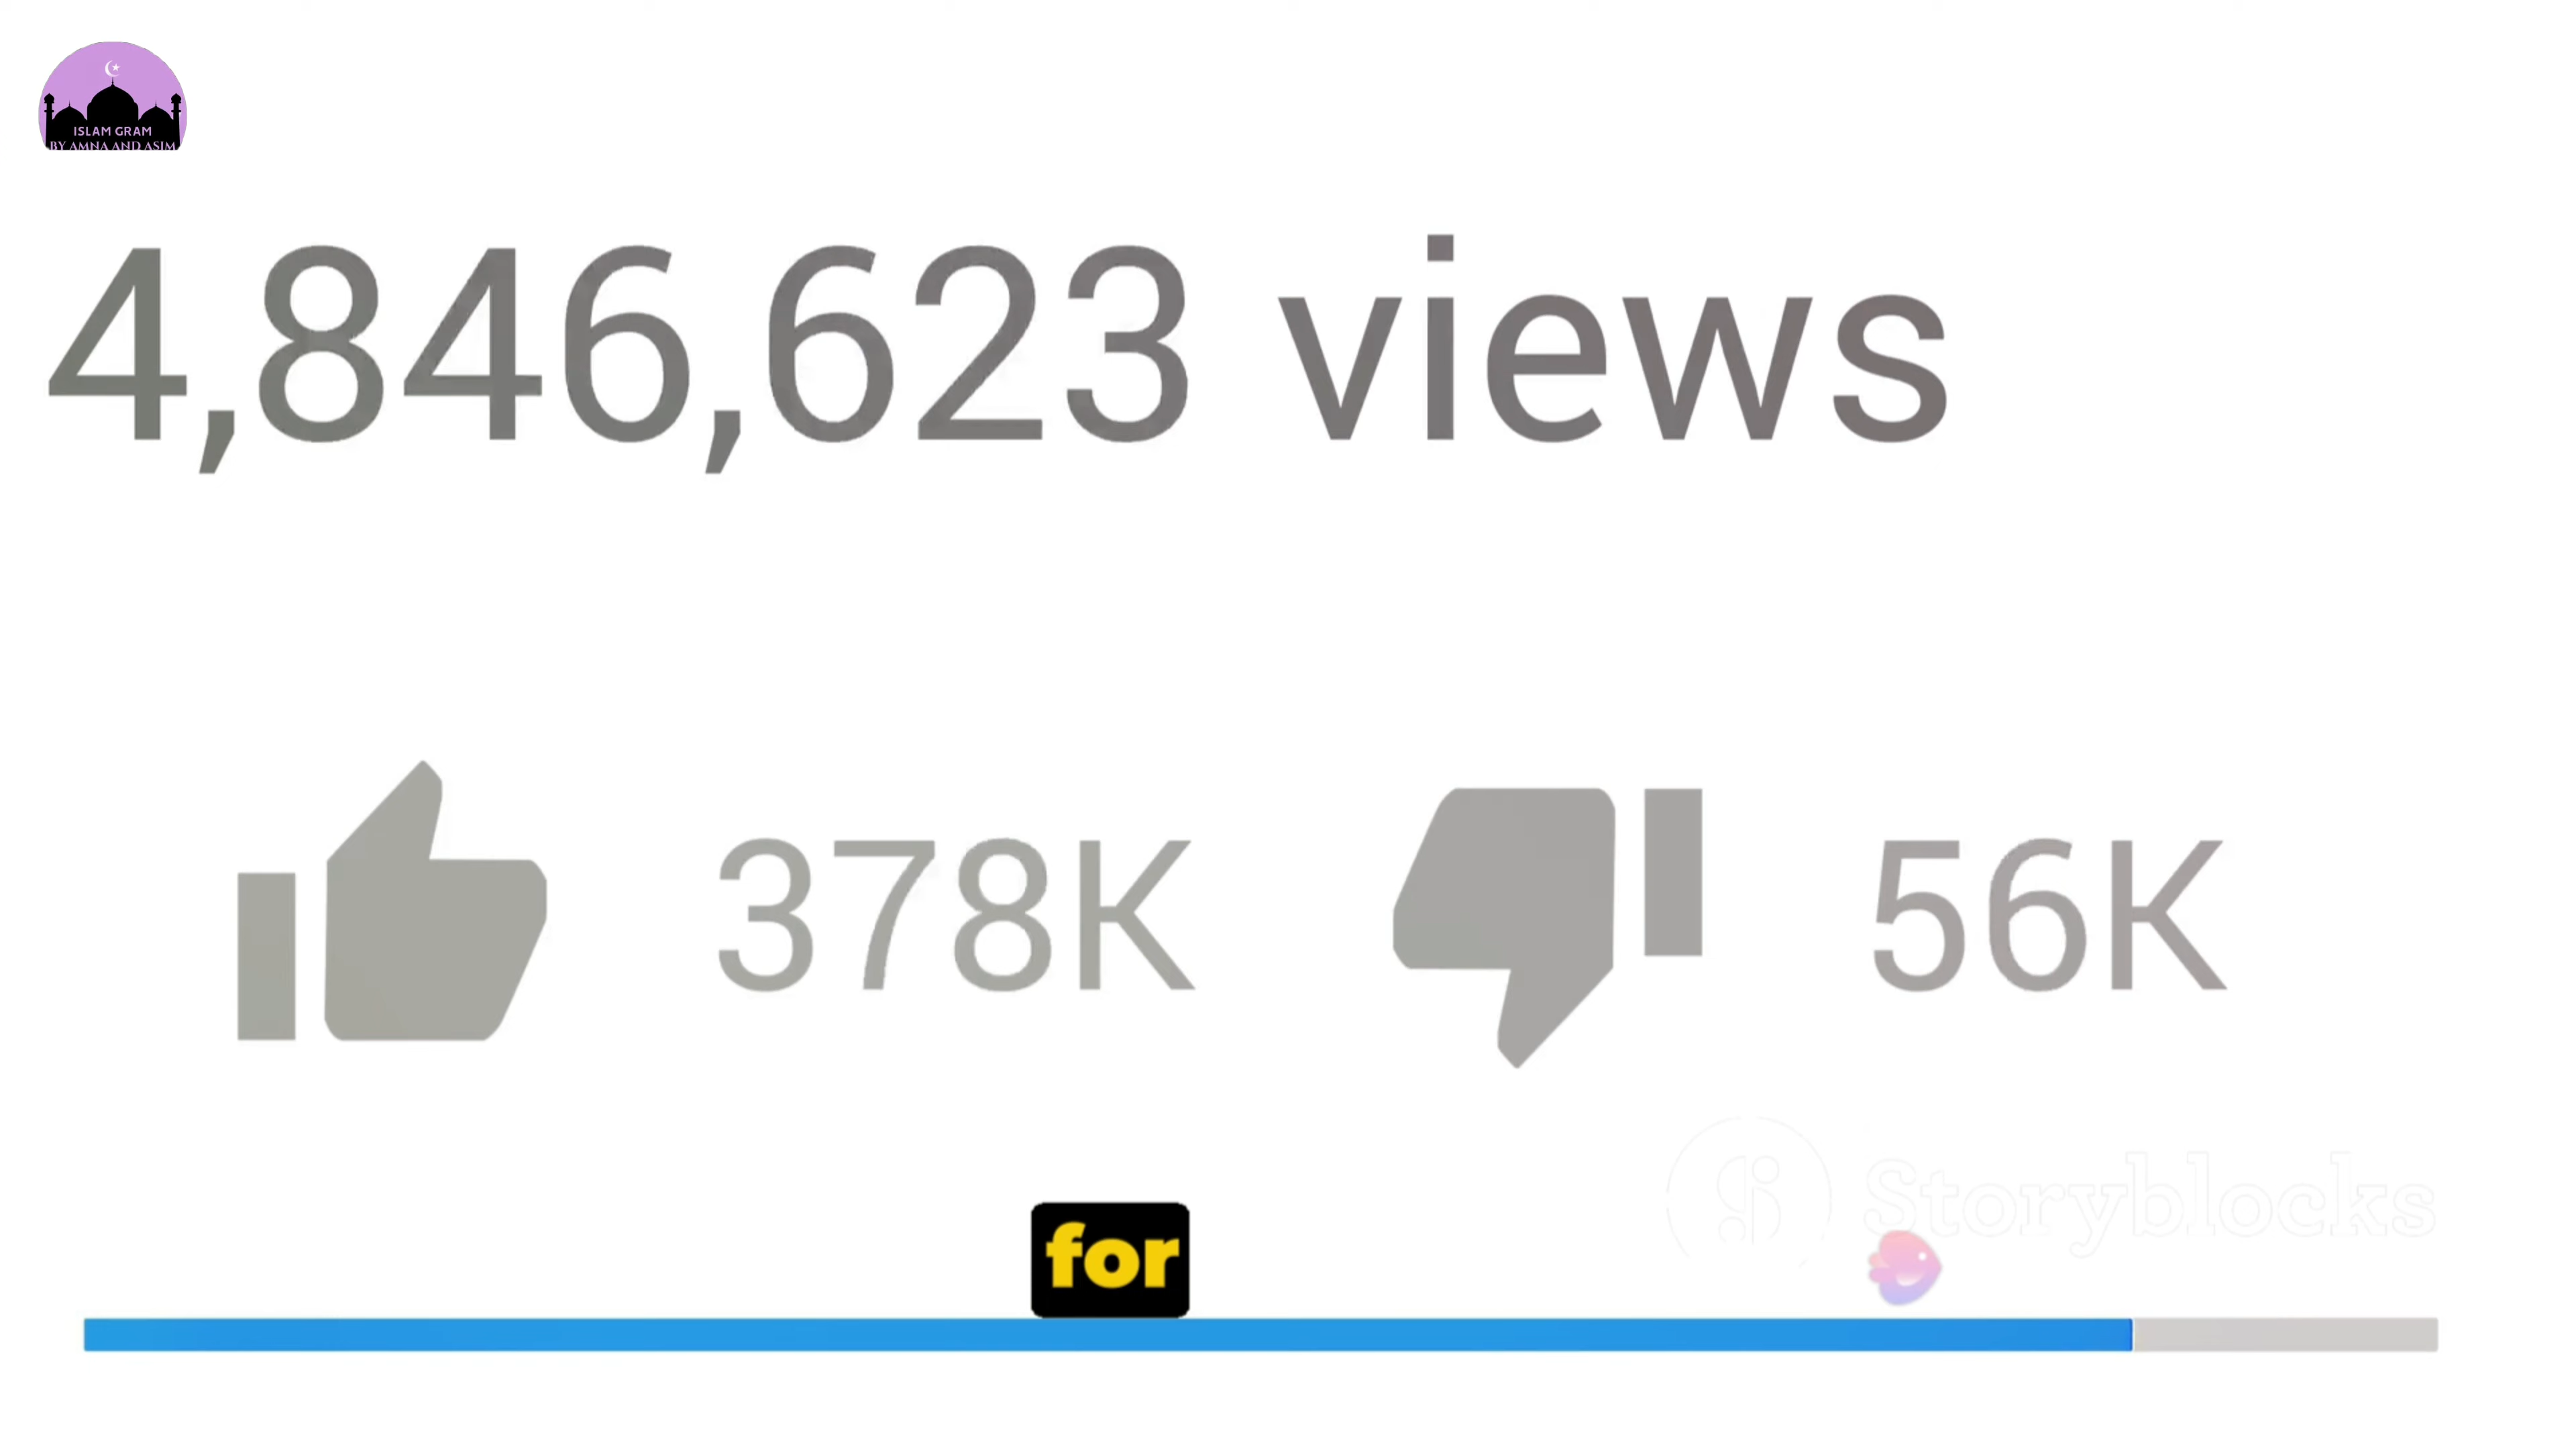 ISLAM GRAM
BY AMNA AND ASIM
4,846,623 views
378K 56K
Storyblocks
for